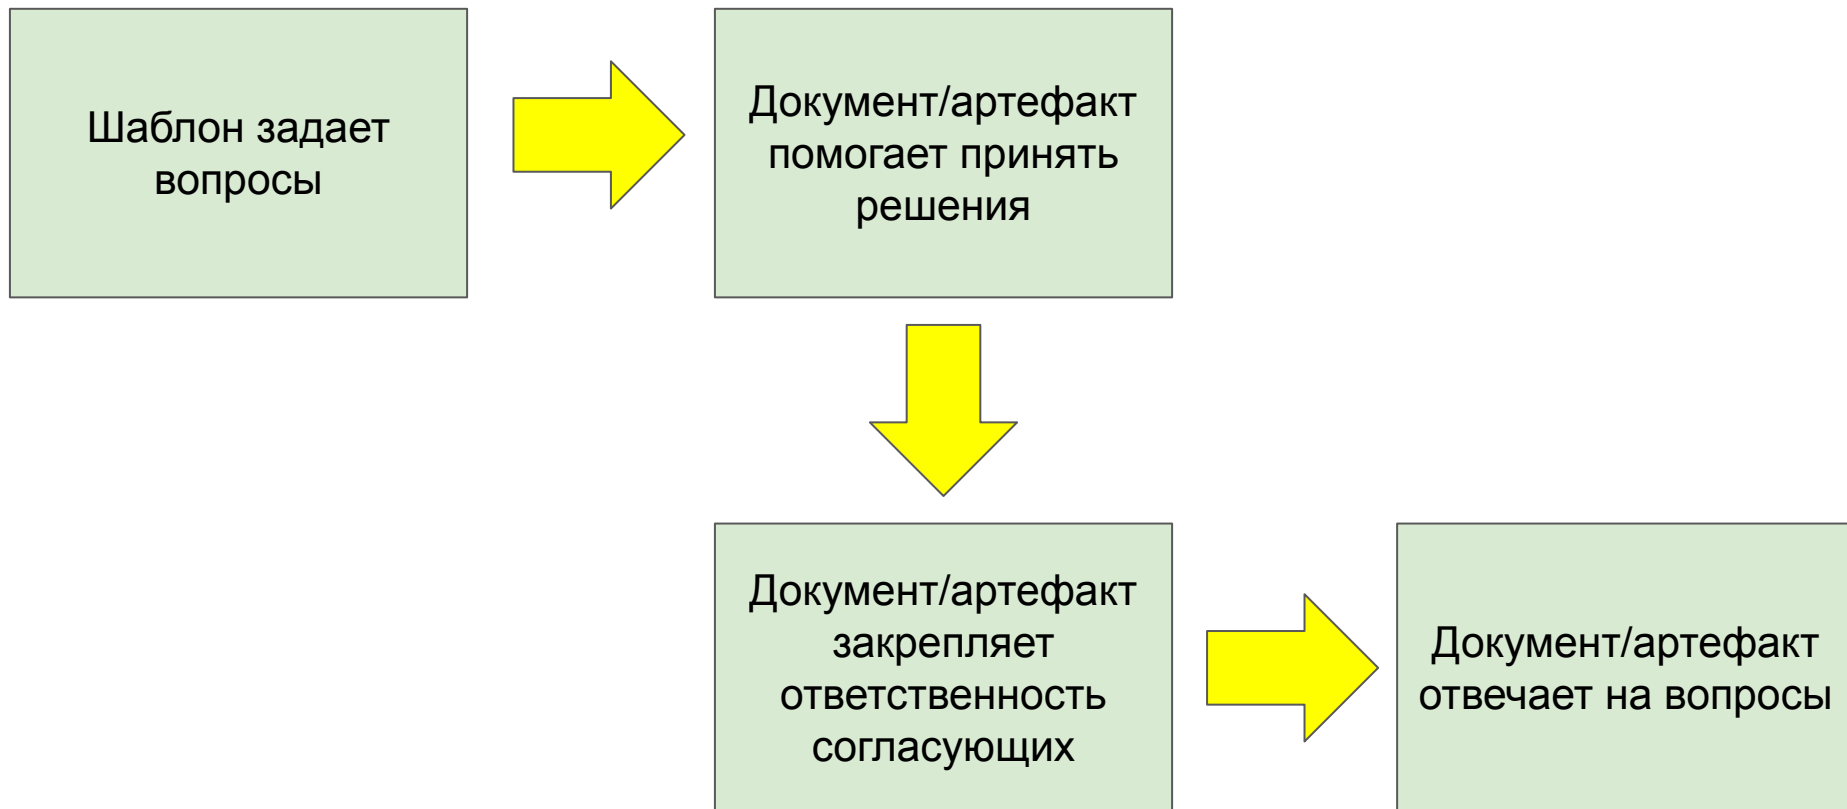 Шаблон задает
вопросы
Документ/артефакт
помогает принять
решения
Документ/артефакт
закрепляет
ответственность
согласующих
Документ/артефакт
отвечает на вопросы